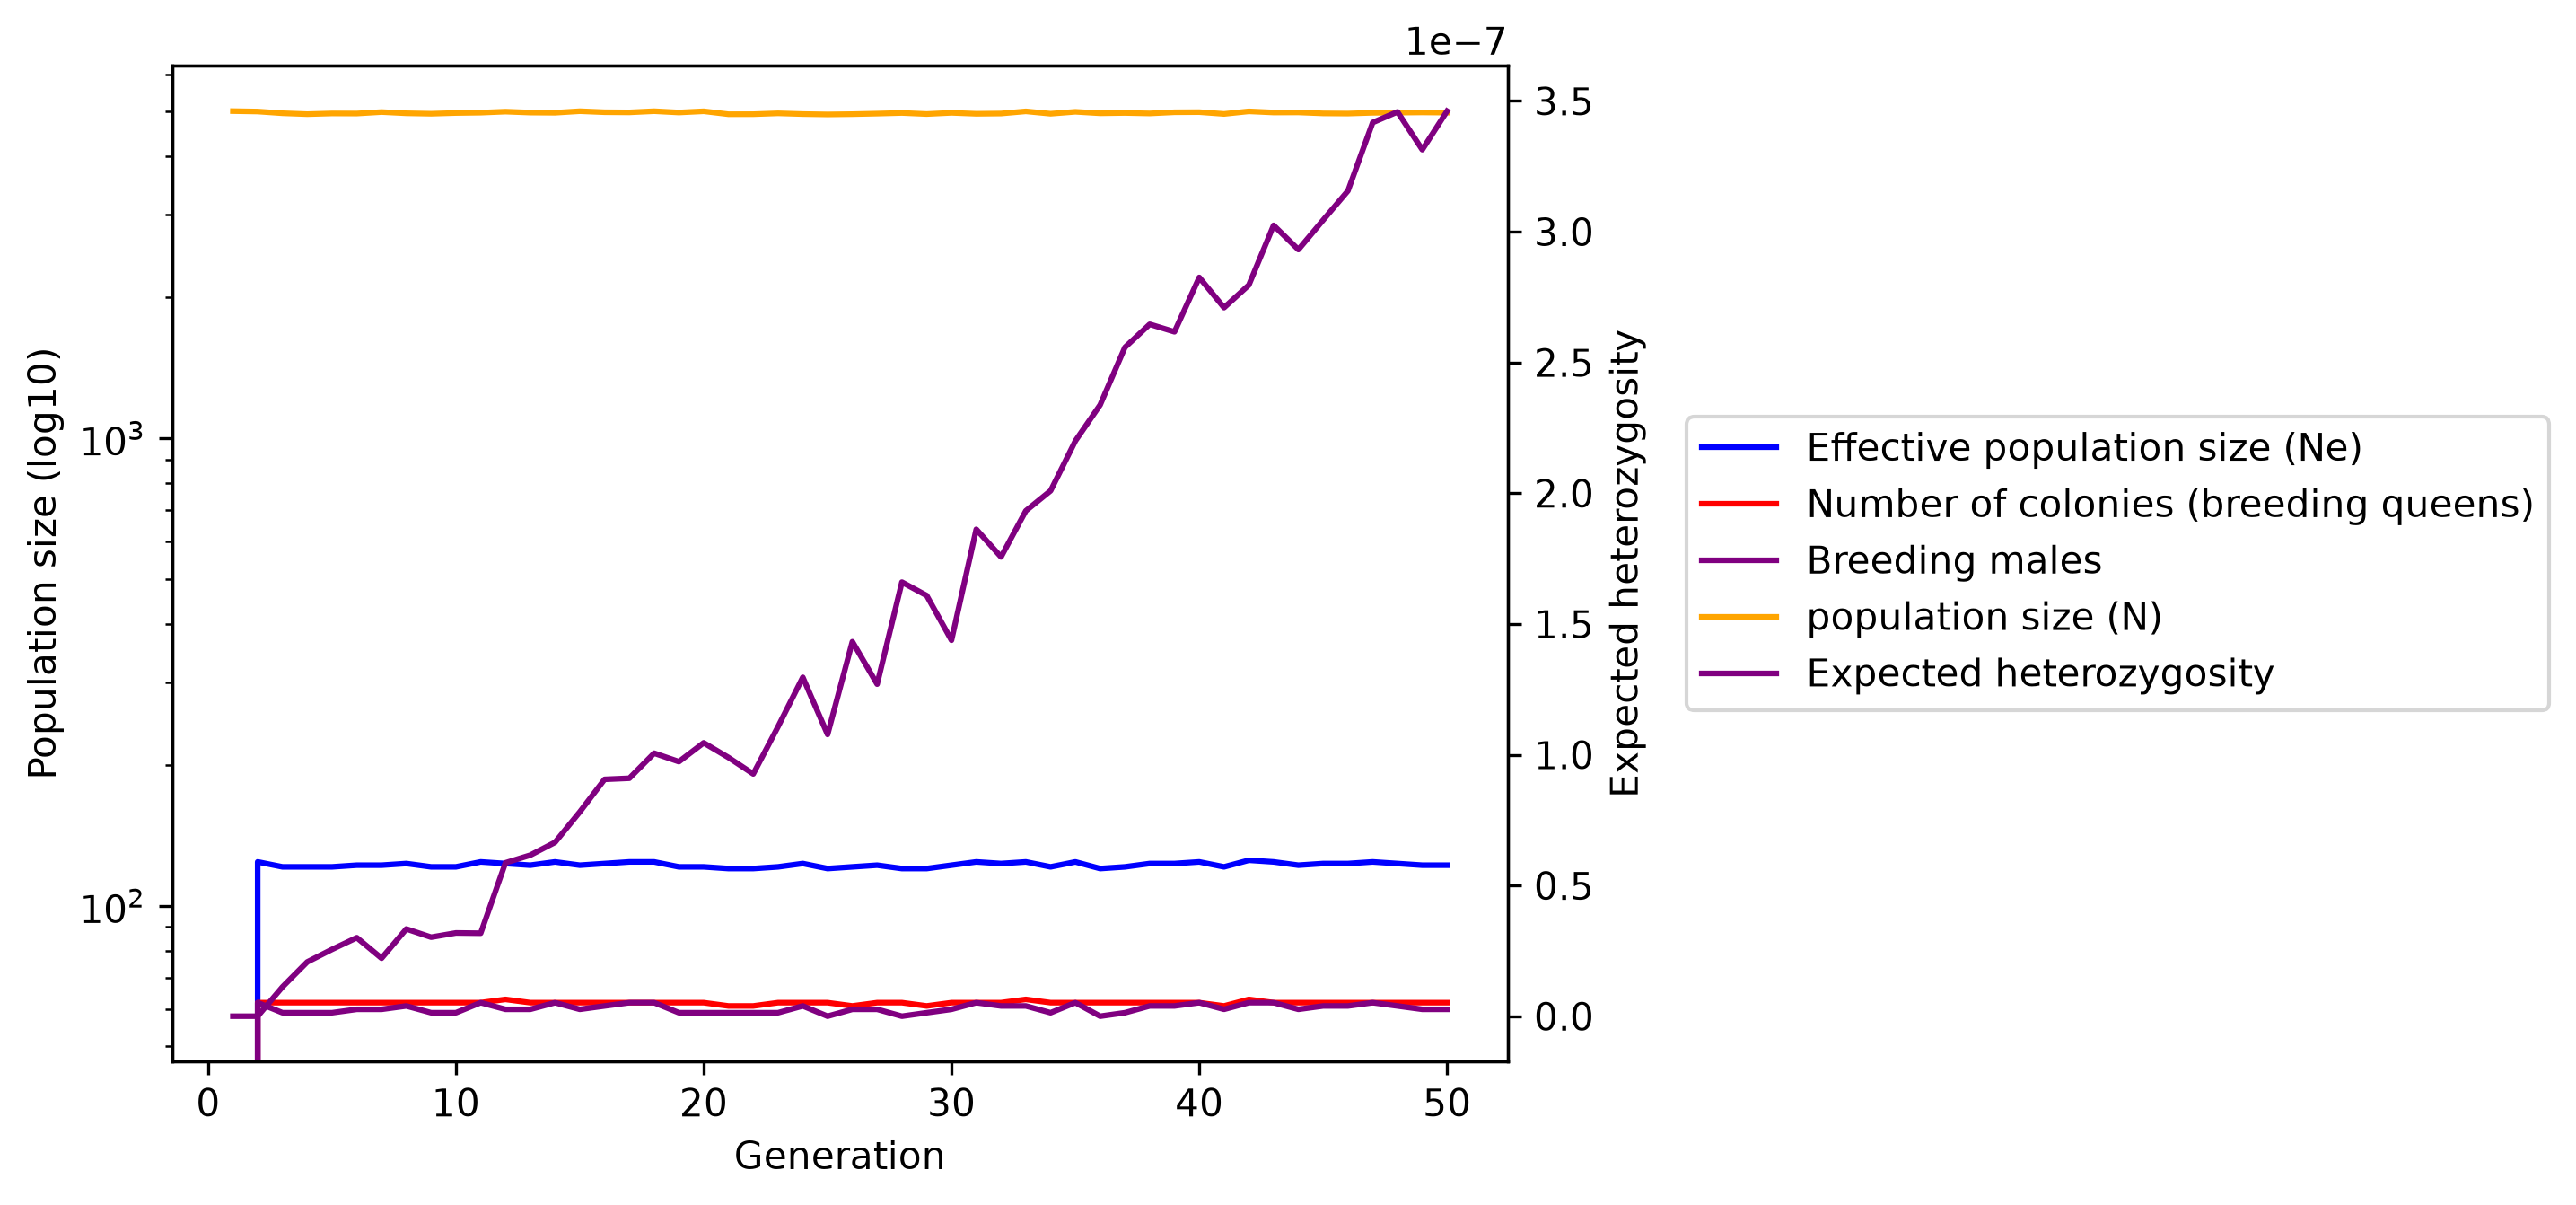 1e−7
Population size (log10)
10³
10²
3.5
3.0
2.5
2.0
1.5
1.0
0.5
0.0
Expected heterozygosity
0 10 20 30 40 50
Generation
Effective population size (Ne)
Number of colonies (breeding queens)
Breeding males
population size (N)
Expected heterozygosity